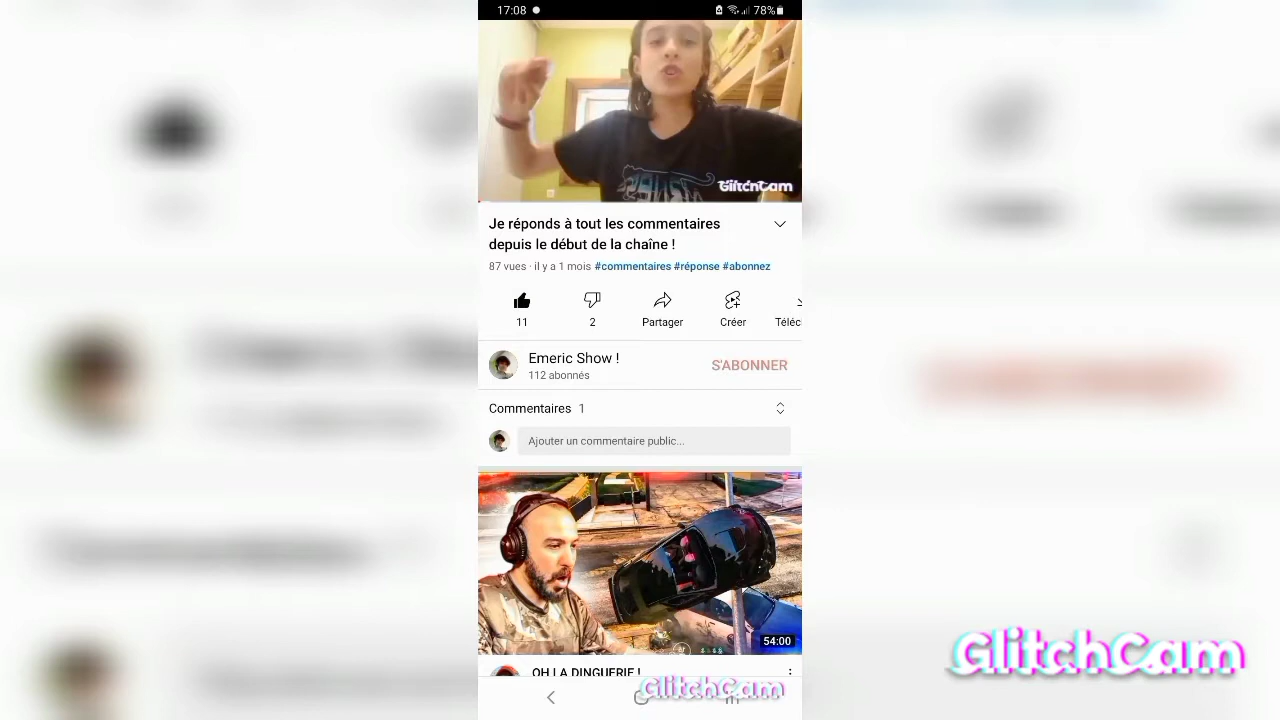 17:08
78%
GlitchCam
Je réponds à tout les commentaires
depuis le début de la chaîne !
87 vues · il y a 1 mois #commentaires #réponse #abonnez
11
2
Partager
Créer
Téléc
Emeric Show !
112 abonnés
S'ABONNER
Commentaires 1
Ajouter un commentaire public...
54:00
OH LA DINGUERIE !
GlitchCam
GlitchCam